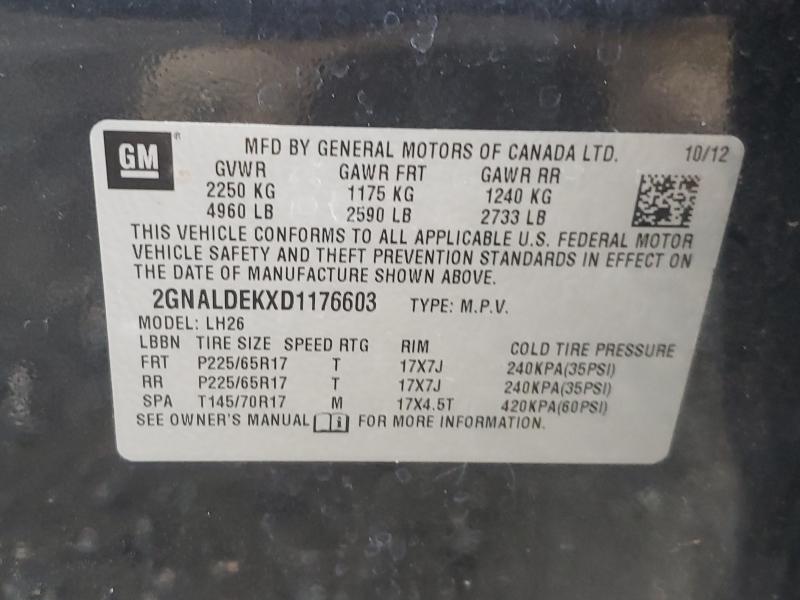 GM ® MFD BY GENERAL MOTORS OF CANADA LTD. 10/12
GVWR GAWR FRT GAWR RR
2250 KG 1175 KG 1240 KG
4960 LB 2590 LB 2733 LB
THIS VEHICLE CONFORMS TO ALL APPLICABLE U.S. FEDERAL MOTOR
VEHICLE SAFETY AND THEFT PREVENTION STANDARDS IN EFFECT ON
THE DATE OF MANUFACTURE SHOWN ABOVE.
2GNALDEKXD1176603 TYPE: M.P.V.
MODEL: LH26
LBBN TIRE SIZE SPEED RTG RIM COLD TIRE PRESSURE
FRT P225/65R17 T 17X7J 240KPA(35PSI)
RR P225/65R17 T 17X7J 240KPA(35PSI)
SPA T145/70R17 M 17X4.5T 420KPA(60PSI)
SEE OWNER'S MANUAL i FOR MORE INFORMATION.